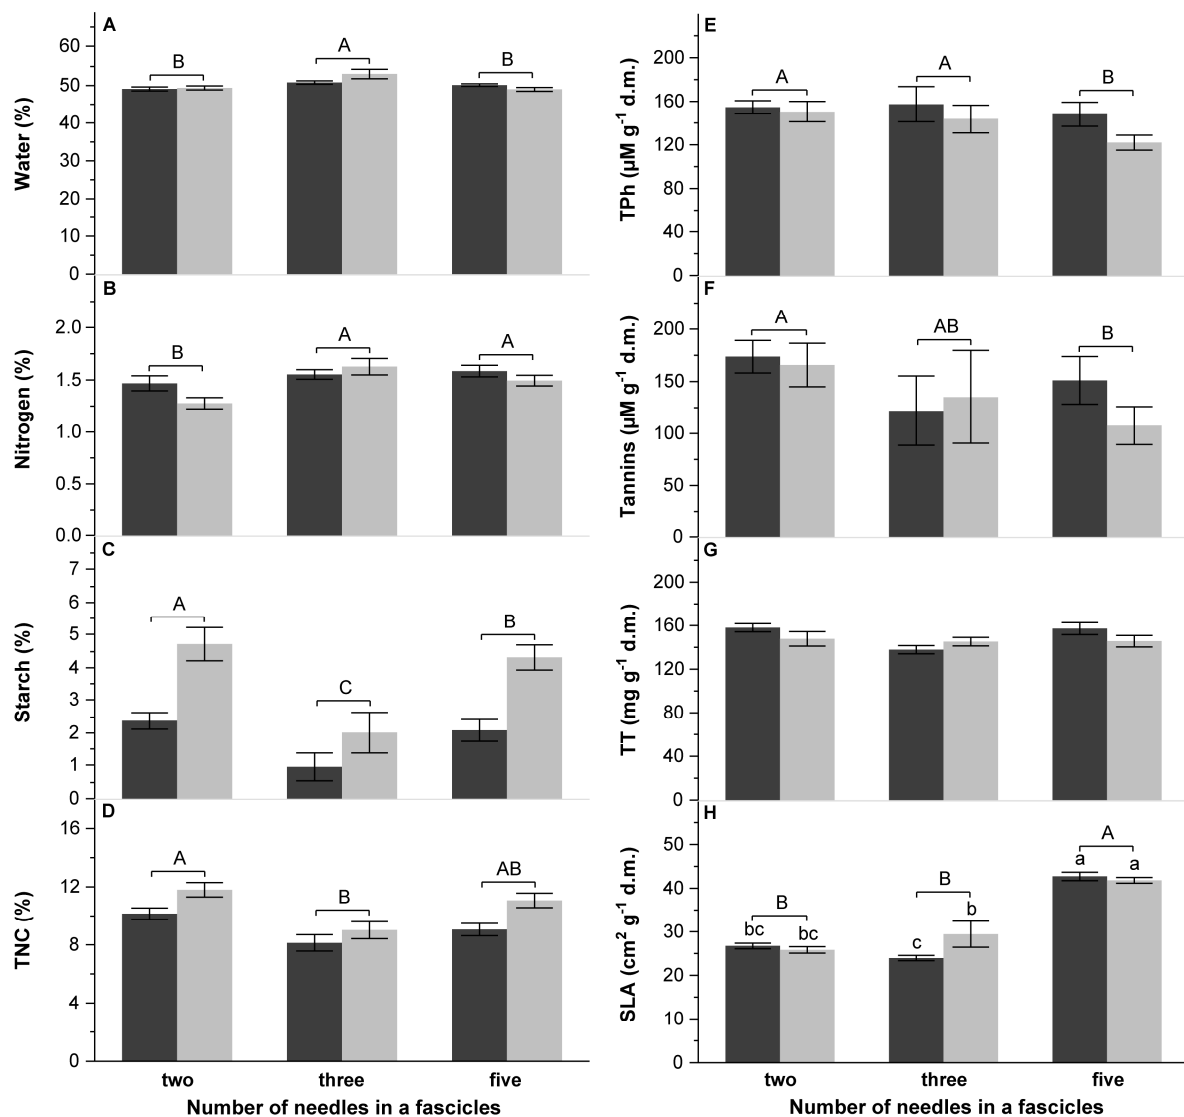 A
Water (%)
60
50
40
30
20
10
0
B
A
B
B
Nitrogen (%)
2.0
1.5
1.0
0.5
0.0
B
A
A
C
Starch (%)
7
6
5
4
3
2
1
0
A
C
B
D
TNC (%)
16
12
8
4
0
A
B
AB
two three five
Number of needles in a fascicles
E
TPh (µM g⁻¹ d.m.)
200
160
120
80
40
0
A
A
B
F
Tannins (µM g⁻¹ d.m.)
200
150
100
50
0
A
AB
B
G
TT (mg g⁻¹ d.m.)
200
160
120
80
40
0
H
SLA (cm² g⁻¹ d.m.)
50
40
30
20
10
0
B
bc bc
B
c b
A
a a
two three five
Number of needles in a fascicles